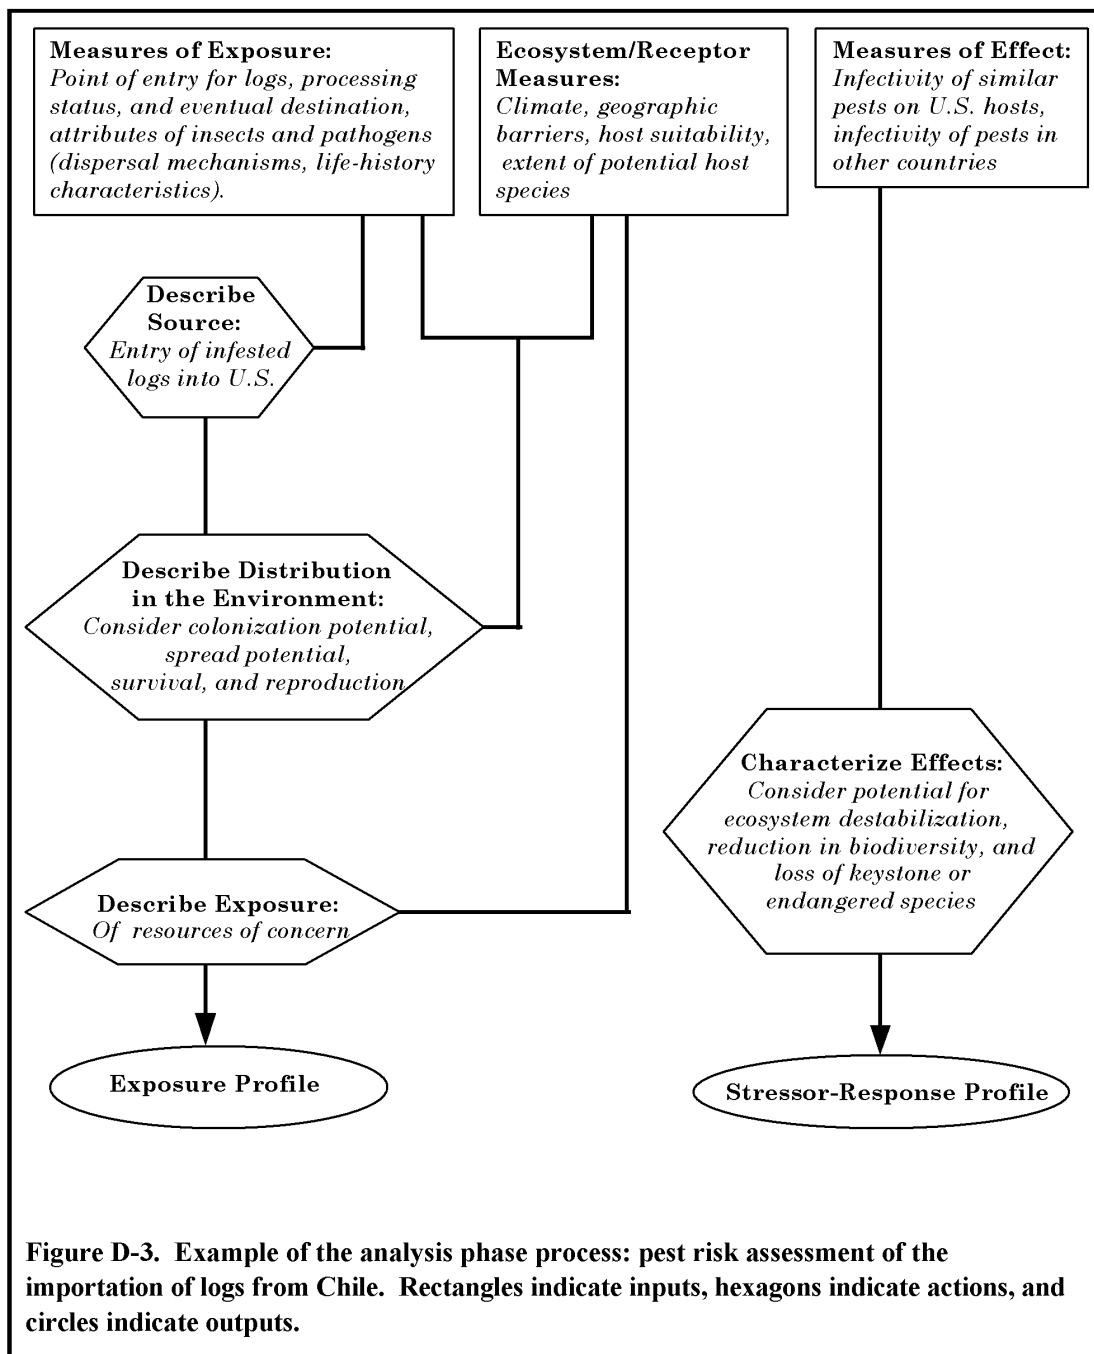 Measures of Exposure:
Point of entry for logs, processing
status, and eventual destination,
attributes of insects and pathogens
(dispersal mechanisms, life-history
characteristics).
Ecosystem/Receptor
Measures:
Climate, geographic
barriers, host suitability,
extent of potential host
species
Measures of Effect:
Infectivity of similar
pests on U.S. hosts,
infectivity of pests in
other countries
Describe
Source:
Entry of infested
logs into U.S.
Describe Distribution
in the Environment:
Consider colonization potential,
spread potential,
survival, and reproduction
Characterize Effects:
Consider potential for
ecosystem destabilization,
reduction in biodiversity, and
loss of keystone or
endangered species
Describe Exposure:
Of resources of concern
Exposure Profile
Stressor-Response Profile
Figure D-3. Example of the analysis phase process: pest risk assessment of the
importation of logs from Chile. Rectangles indicate inputs, hexagons indicate actions, and
circles indicate outputs.